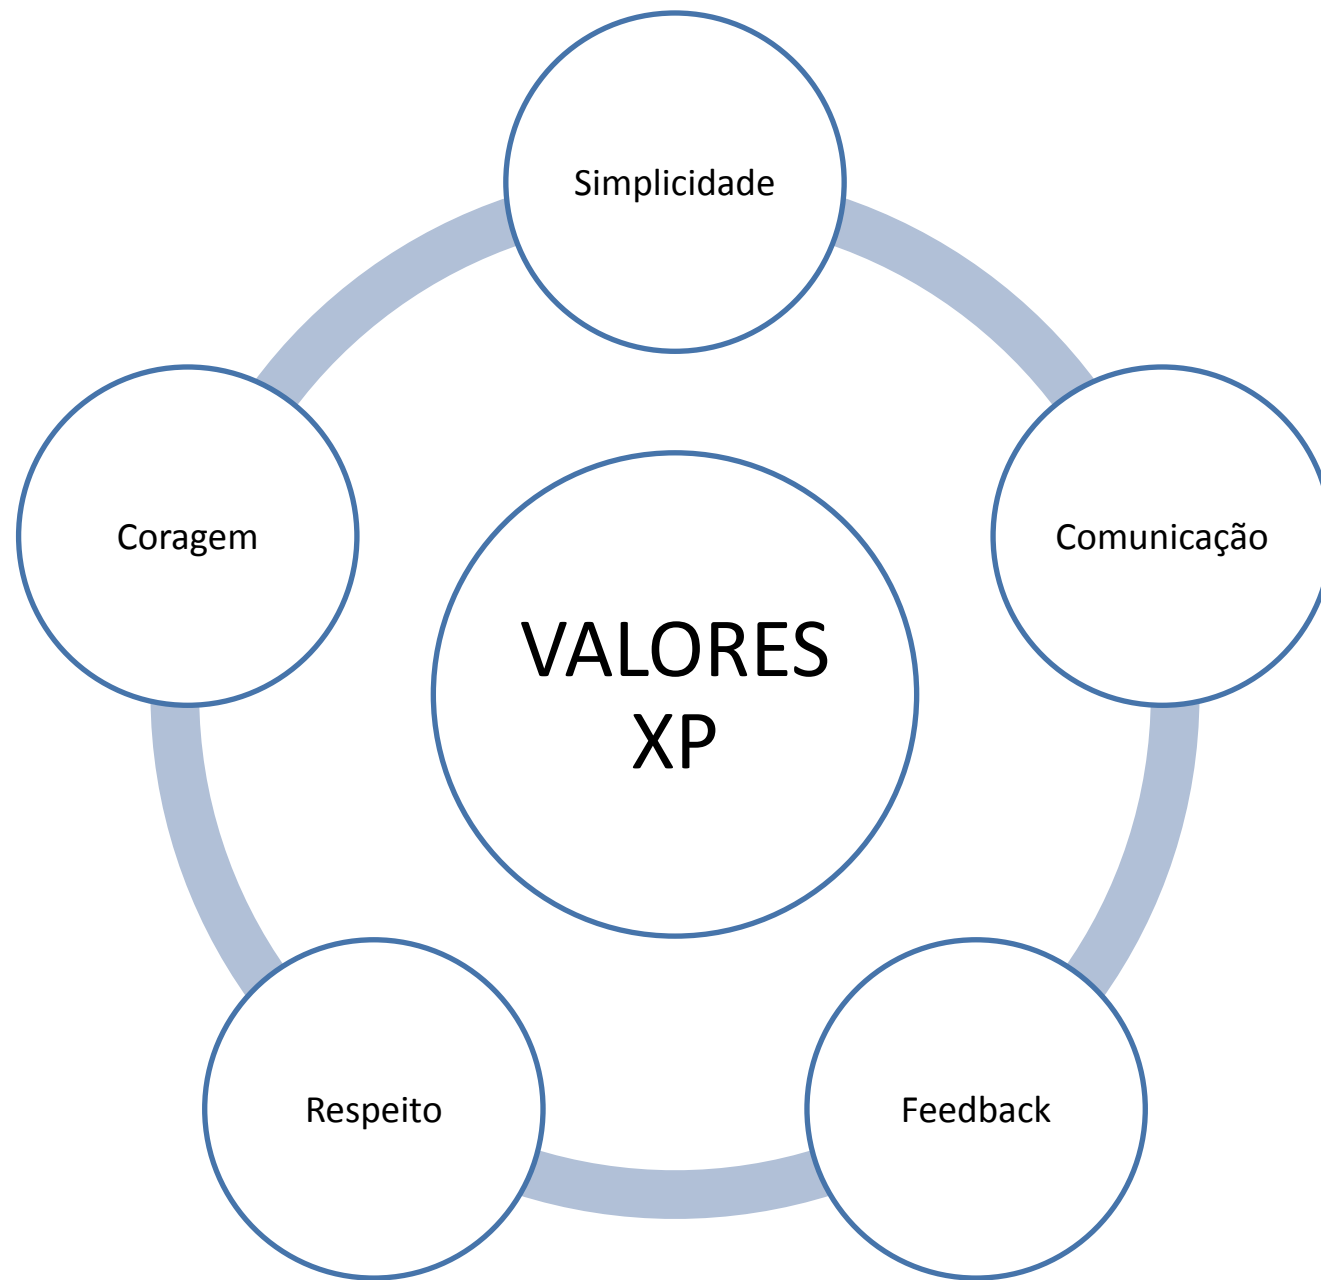 Simplicidade
Coragem
Comunicação
VALORES
XP
Respeito
Feedback